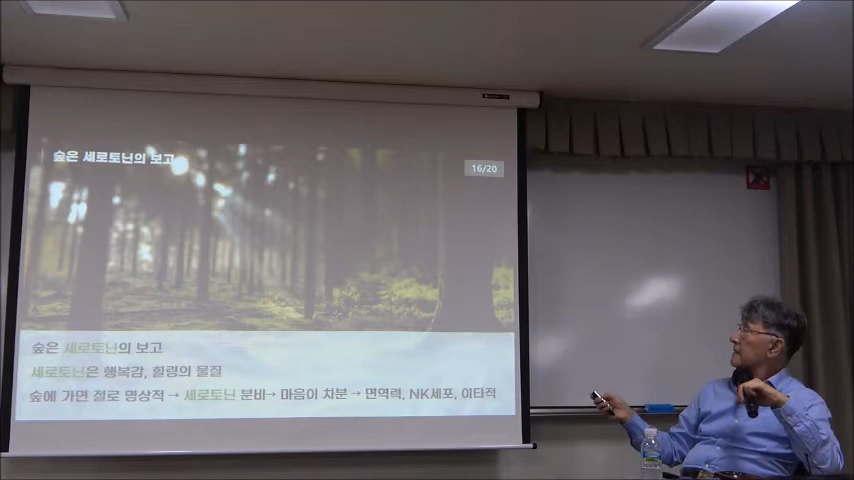 숲은 세로토닌의 보고
16/20
숲은 세로토닌의 보고
세로토닌은 행복감, 힐링의 물질
숲에 가면 절로 명상적 → 세로토닌 분비→ 마음이 차분 → 면역력, NK세포, 이타적